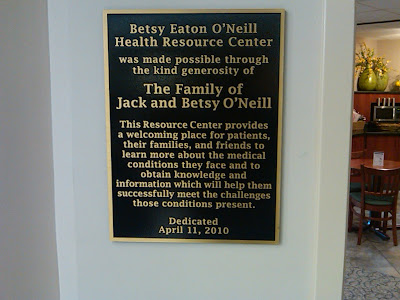 Betsy Eaton O'Neill
Health Resource Center
was made possible through
the kind generosity of
The Family of
Jack and Betsy O'Neill
This Resource Center provides
a welcoming place for patients,
their families, and friends to
learn more about the medical
conditions they face and to
obtain knowledge and
information which will help them
successfully meet the challenges
those conditions present.
Dedicated
April 11, 2010